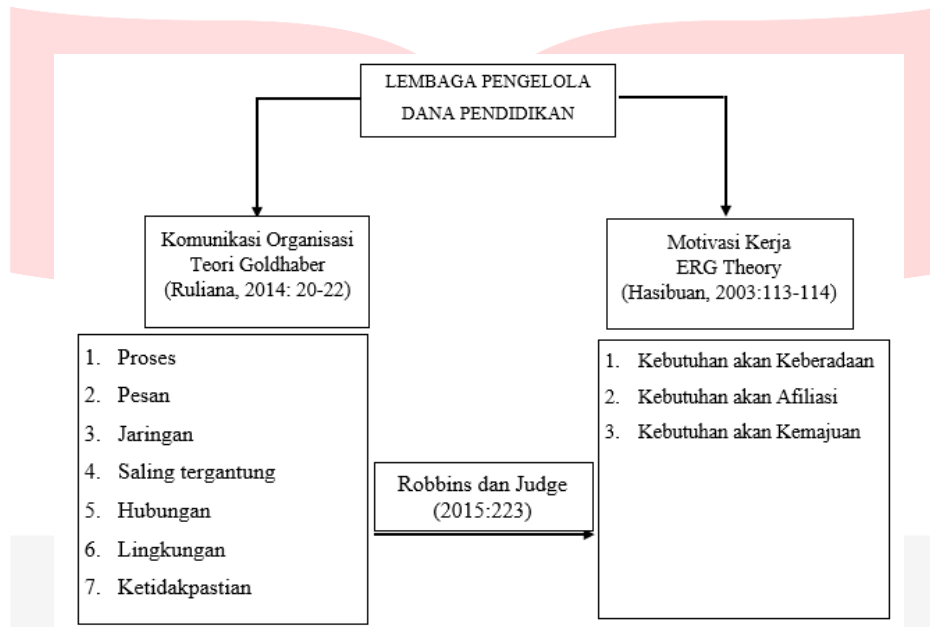 LEMBAGA PENGELOLA
DANA PENDIDIKAN
Komunikasi Organisasi
Teori Goldhaber
(Ruliana, 2014: 20-22)
Motivasi Kerja
ERG Theory
(Hasibuan, 2003:113-114)
1. Proses
2. Pesan
3. Jaringan
4. Saling tergantung
5. Hubungan
6. Lingkungan
7. Ketidakpastian
Robbins dan Judge
(2015:223)
1. Kebutuhan akan Keberadaan
2. Kebutuhan akan Afiliasi
3. Kebutuhan akan Kemajuan